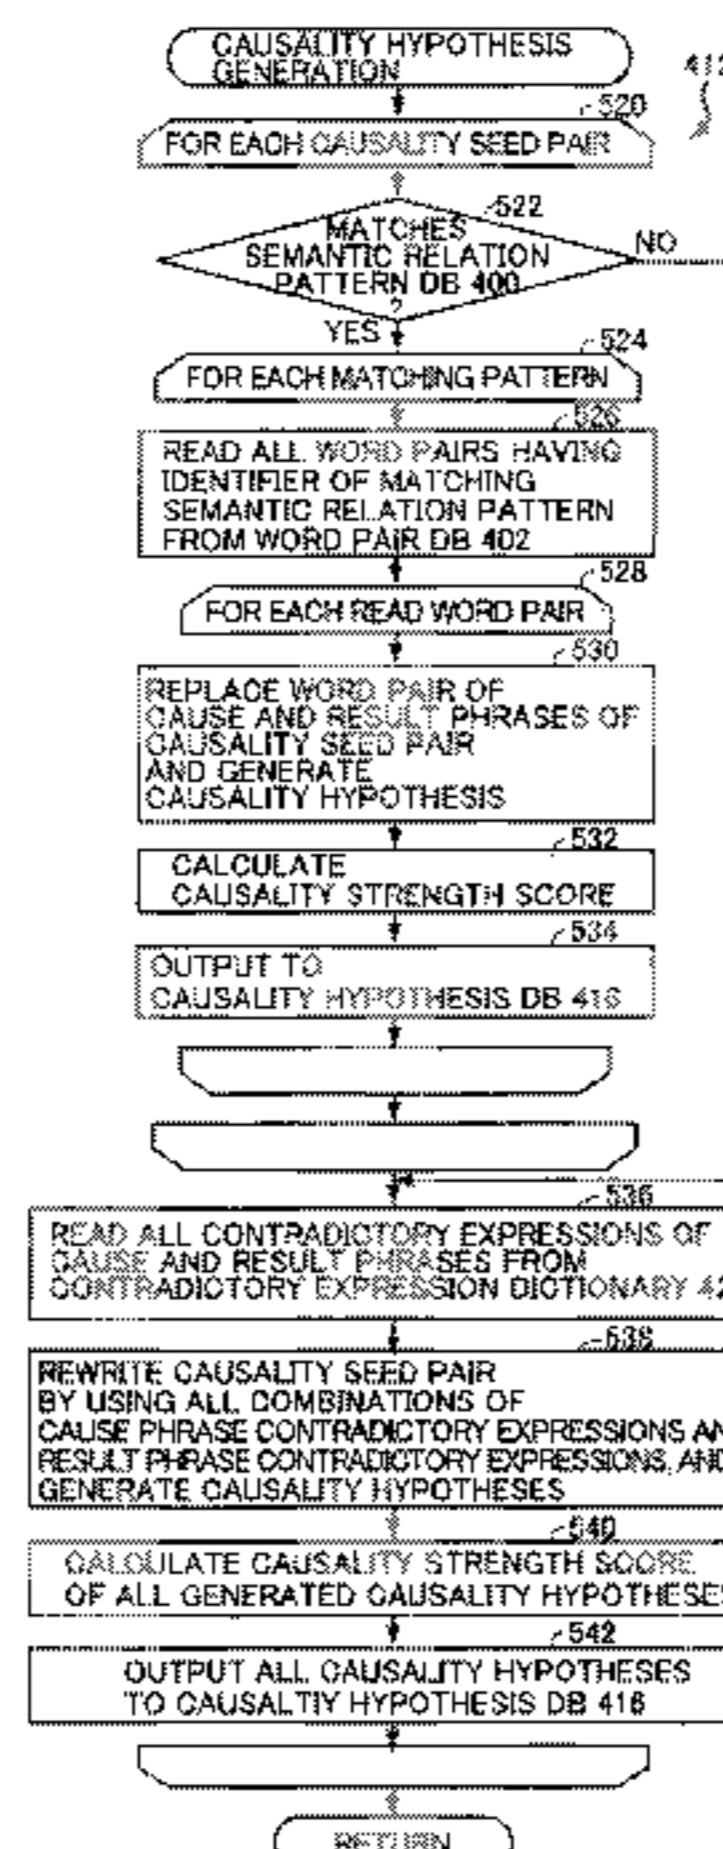 CAUSALITY HYPOTHESIS
GENERATION
412
520
FOR EACH CAUSALITY SEED PAIR
522
MATCHES
SEMANTIC RELATION
PATTERN DB 400
?
NO
YES
524
FOR EACH MATCHING PATTERN
526
READ ALL WORD PAIRS HAVING
IDENTIFIER OF MATCHING
SEMANTIC RELATION PATTERN
FROM WORD PAIR DB 402
528
FOR EACH READ WORD PAIR
530
REPLACE WORD PAIR OF
CAUSE AND RESULT PHRASES OF
CAUSALITY SEED PAIR
AND GENERATE
CAUSALITY HYPOTHESIS
532
CALCULATE
CAUSALITY STRENGTH SCORE
534
OUTPUT TO
CAUSALITY HYPOTHESIS DB 416
536
READ ALL CONTRADICTORY EXPRESSIONS OF
CAUSE AND RESULT PHRASES FROM
CONTRADICTORY EXPRESSION DICTIONARY 42
538
REWRITE CAUSALITY SEED PAIR
BY USING ALL COMBINATIONS OF
CAUSE PHRASE CONTRADICTORY EXPRESSIONS AN
RESULT PHRASE CONTRADICTORY EXPRESSIONS, AND
GENERATE CAUSALITY HYPOTHESES
540
CALCULATE CAUSALITY STRENGTH SCORE
OF ALL GENERATED CAUSALITY HYPOTHESES
542
OUTPUT ALL CAUSALITY HYPOTHESES
TO CAUSALTIY HYPOTHESIS DB 416
RETURN